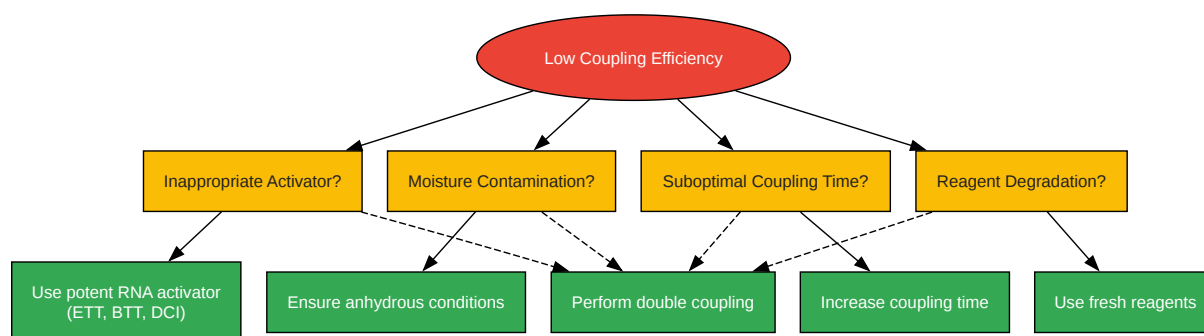 Low Coupling Efficiency
Inappropriate Activator?
Moisture Contamination?
Suboptimal Coupling Time?
Reagent Degradation?
Use potent RNA activator
(ETT, BTT, DCI)
Ensure anhydrous conditions
Perform double coupling
Increase coupling time
Use fresh reagents